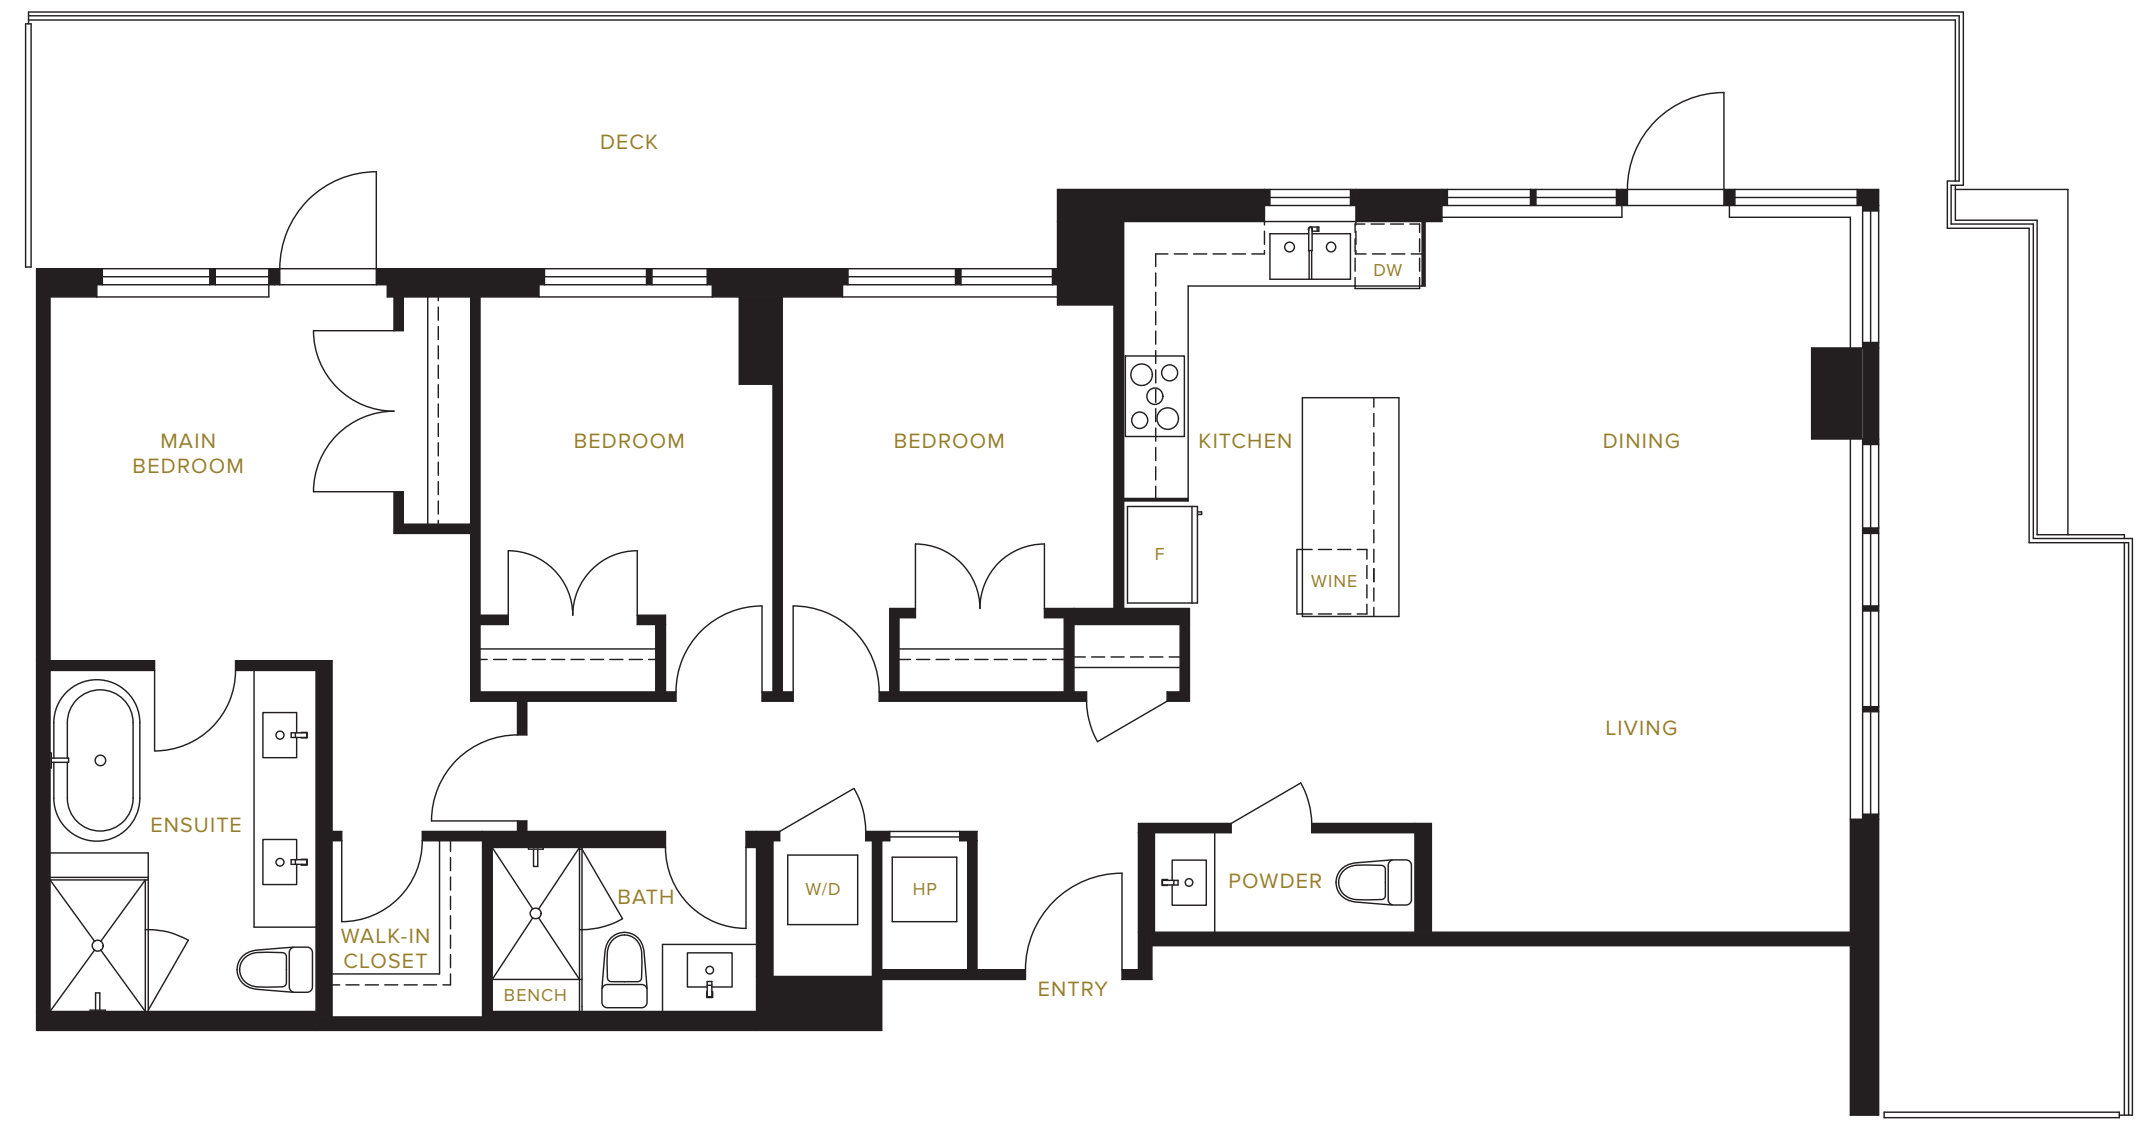 DECK
DW
MAIN
BEDROOM
BEDROOM
BEDROOM
KITCHEN
DINING
F
WINE
LIVING
ENSUITE
W/D
HP
POWDER
BATH
WALK-IN
CLOSET
BENCH
ENTRY